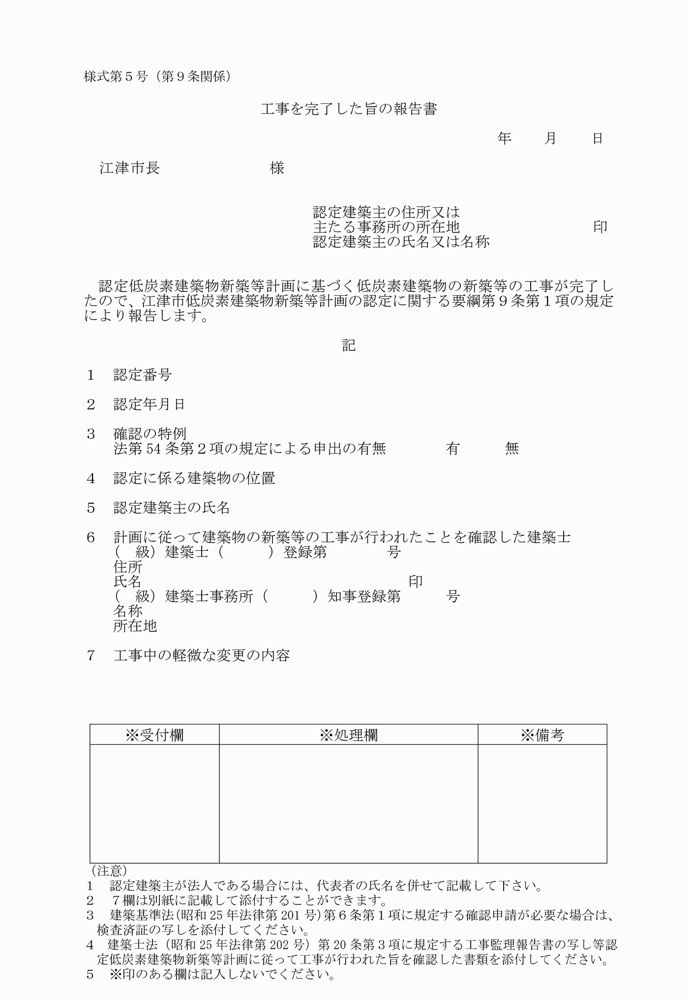 様式第５号（第９条関係）
工事を完了した旨の報告書
年　　月　　日
江津市長　　　　　　　様
認定建築主の住所又は
主たる事務所の所在地　　　　　　　　　印
認定建築主の氏名又は名称
認定低炭素建築物新築等計画に基づく低炭素建築物の新築等の工事が完了し
たので、江津市低炭素建築物新築等計画の認定に関する要綱第９条第１項の規定
により報告します。
記
１　認定番号
２　認定年月日
３　確認の特例
法第 54 条第２項の規定による申出の有無　　　　有　　　無
４　認定に係る建築物の位置
５　認定建築主の氏名
６　計画に従って建築物の新築等の工事が行われたことを確認した建築士
（　級）建築士（　　　）登録第　　　　号
住所
氏名　　　　　　　　　　　　　　　　　　印
（　級）建築士事務所（　　　）知事登録第　　　号
名称
所在地
７　工事中の軽微な変更の内容
※受付欄　※処理欄　※備考
（注意）
１　認定建築主が法人である場合には、代表者の氏名を併せて記載して下さい。
２　７欄は別紙に記載して添付することができます。
３　建築基準法（昭和 25 年法律第 201 号）第６条第１項に規定する確認申請が必要な場合は、
検査済証の写しを添付してください。
４　建築士法（昭和 25 年法律第 202 号）第 20 条第３項に規定する工事監理報告書の写し等認
定低炭素建築物新築等計画に従って工事が行われた旨を確認した書類を添付してください。
５　※印のある欄は記入しないでください。